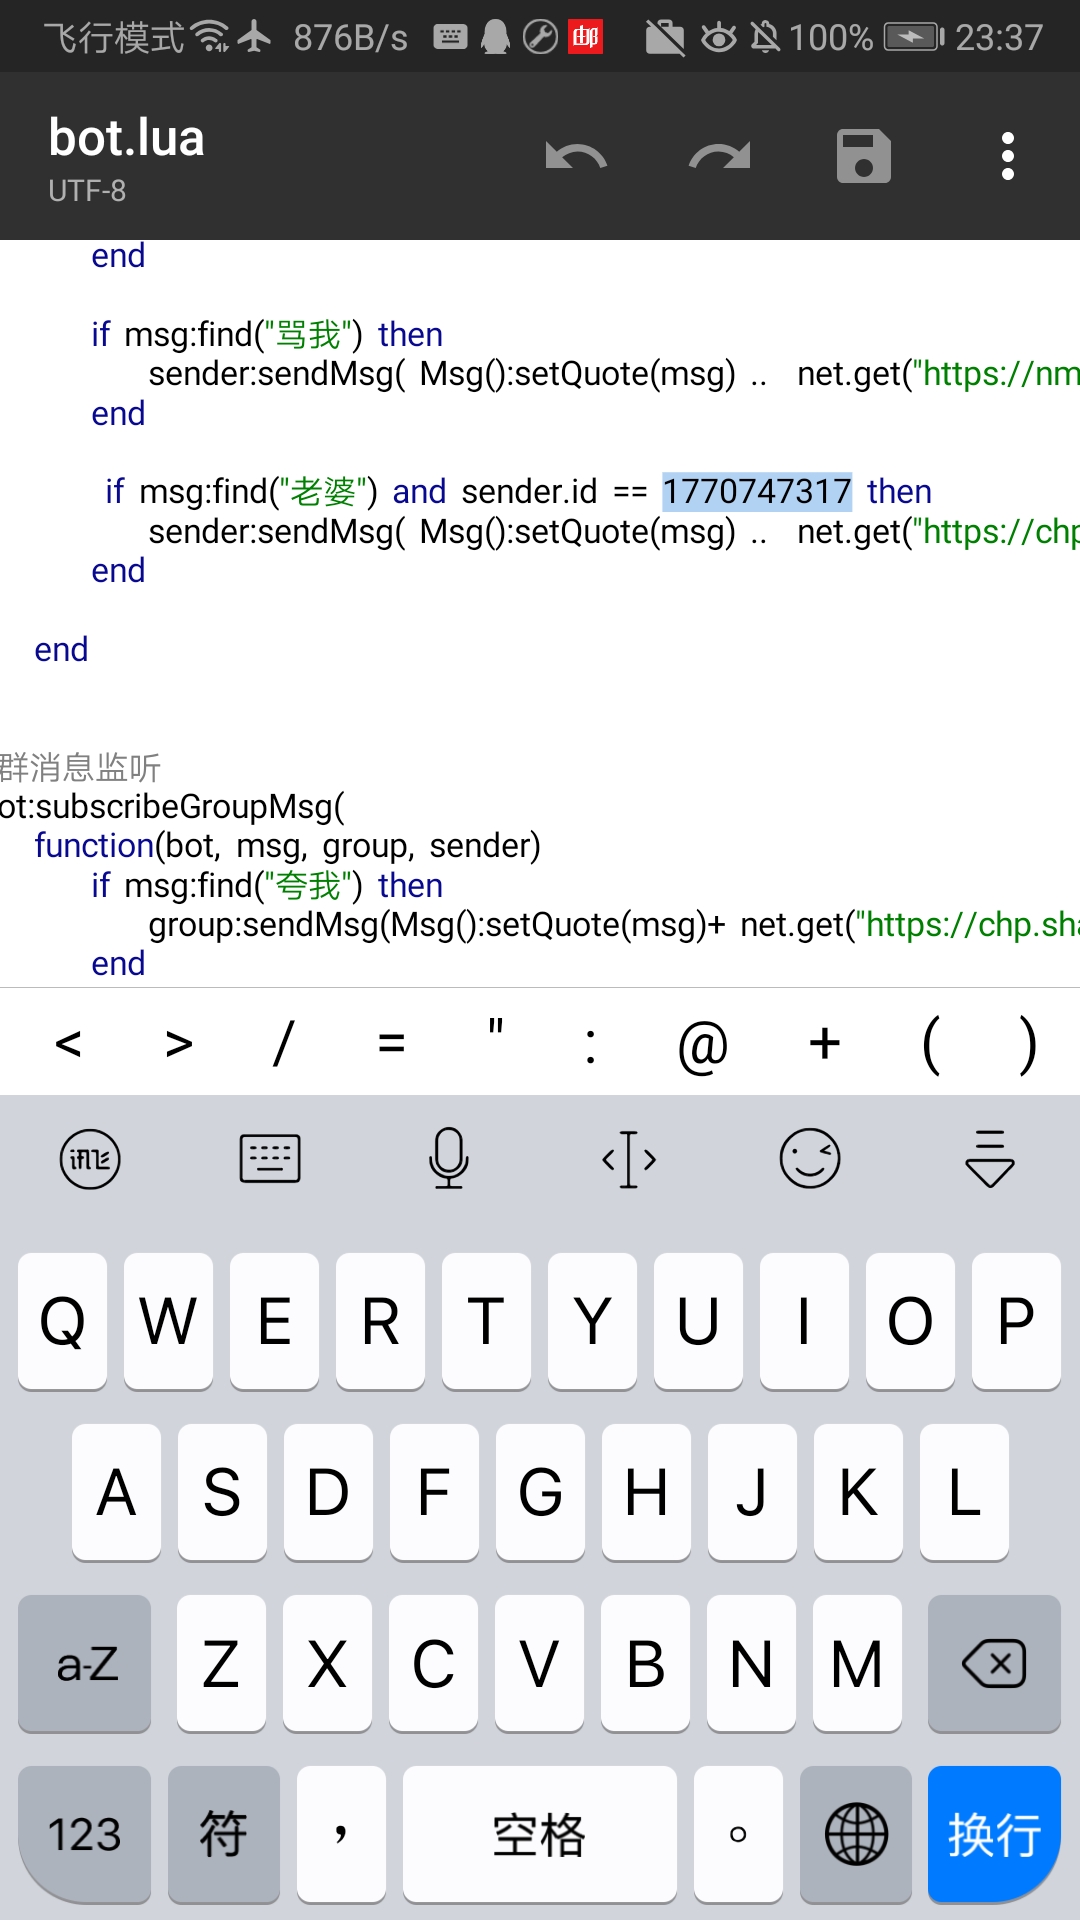 飞行模式 876B/s 邮 100% 23:37
bot.lua
UTF-8
end
if msg:find("骂我") then
sender:sendMsg( Msg():setQuote(msg) .. net.get("https://nm
end
if msg:find("老婆") and sender.id == 1770747317 then
sender:sendMsg( Msg():setQuote(msg) .. net.get("https://chp
end
end
群消息监听
ot:subscribeGroupMsg(
function(bot, msg, group, sender)
if msg:find("夸我") then
group:sendMsg(Msg():setQuote(msg)+ net.get("https://chp.sha
end
< > / = " : @ + ( )
Q W E R T Y U I O P
A S D F G H J K L
a-Z Z X C V B N M
123 符 ， 空格 。 换行